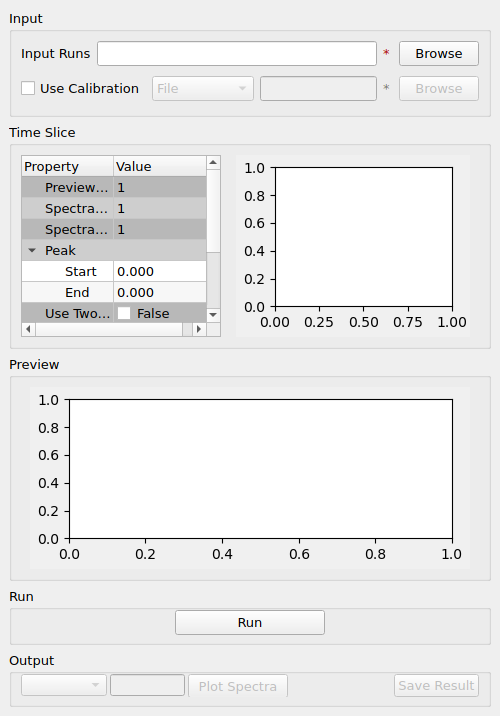 Input
Input Runs * Browse
Use Calibration File * Browse
Time Slice
Property Value
Preview... 1
Spectra... 1
Spectra... 1
Peak
Start 0.000
End 0.000
Use Two... False
1.0
0.8
0.6
0.4
0.2
0.0
0.00 0.25 0.50 0.75 1.00
Preview
1.0
0.8
0.6
0.4
0.2
0.0
0.0 0.2 0.4 0.6 0.8 1.0
Run
Run
Output
Plot Spectra Save Result